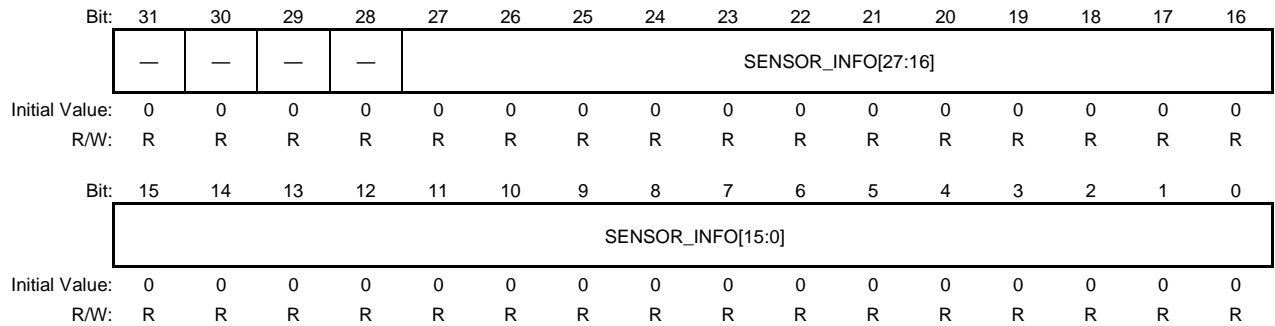 Bit: 31 30 29 28 27 26 25 24 23 22 21 20 19 18 17 16
— — — — SENSOR_INFO[27:16]
Initial Value: 0 0 0 0 0 0 0 0 0 0 0 0 0 0 0 0
R/W: R R R R R R R R R R R R R R R R
Bit: 15 14 13 12 11 10 9 8 7 6 5 4 3 2 1 0
SENSOR_INFO[15:0]
Initial Value: 0 0 0 0 0 0 0 0 0 0 0 0 0 0 0 0
R/W: R R R R R R R R R R R R R R R R